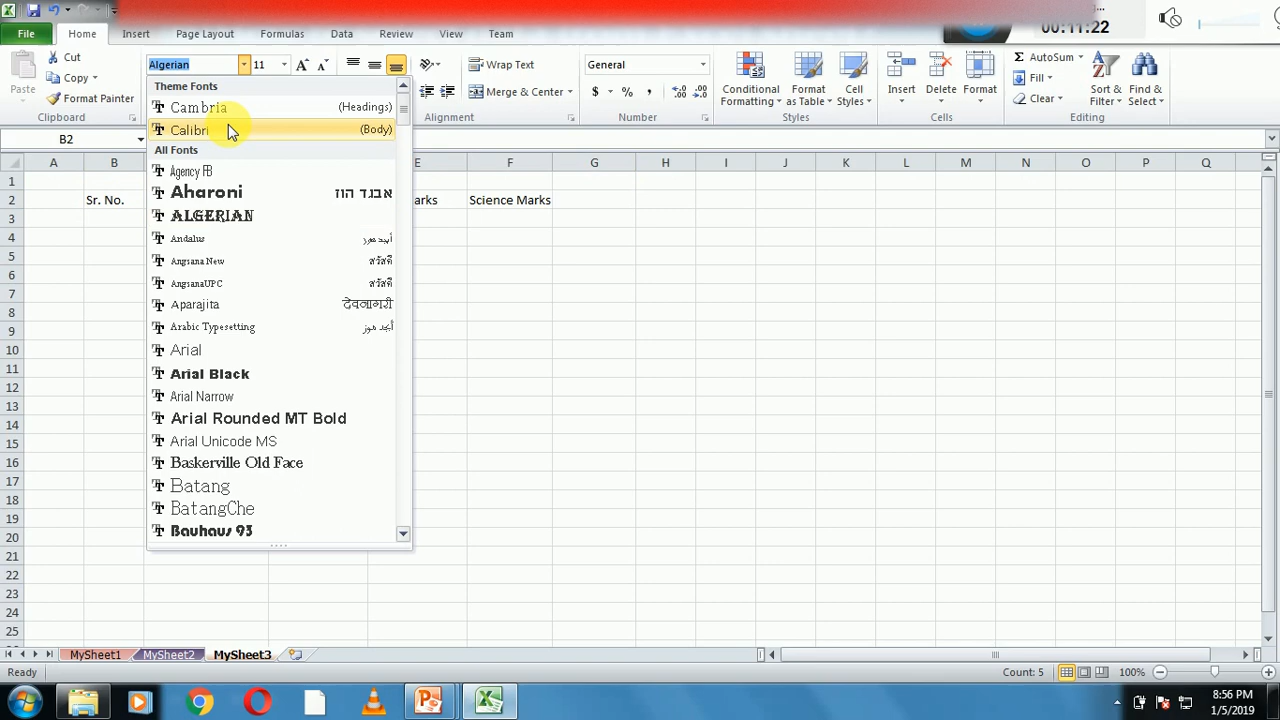 00:11:22
File Home Insert Page Layout Formulas Data Review View Team
Cut
Copy
Format Painter
Paste
Clipboard
Algerian 11
Wrap Text
Merge & Center
Alignment
General
$ % ,
Number
Conditional Formatting
Format as Table
Cell Styles
Styles
Insert Delete Format
Cells
AutoSum
Fill
Clear
Sort & Filter
Find & Select
Editing
B2
Theme Fonts
Cambria (Headings)
Calibri (Body)
All Fonts
Agency FB
Aharoni אבגד הוז
ALGERIAN
Andalus أبجد هوز
Angsana New สวัสดี
AngsanaUPC สวัสดี
Aparajita देवनागरी
Arabic Typesetting أبجد هوز
Arial
Arial Black
Arial Narrow
Arial Rounded MT Bold
Arial Unicode MS
Baskerville Old Face
Batang
BatangChe
Bauhaus 93
A B E F G H I J K L M N O P Q
1
2 Sr. No. arks Science Marks
3
4
5
6
7
8
9
10
11
12
13
14
15
16
17
18
19
20
21
22
23
24
25
MySheet1 MySheet2 MySheet3
Ready Count: 5 100%
8:56 PM
1/5/2019